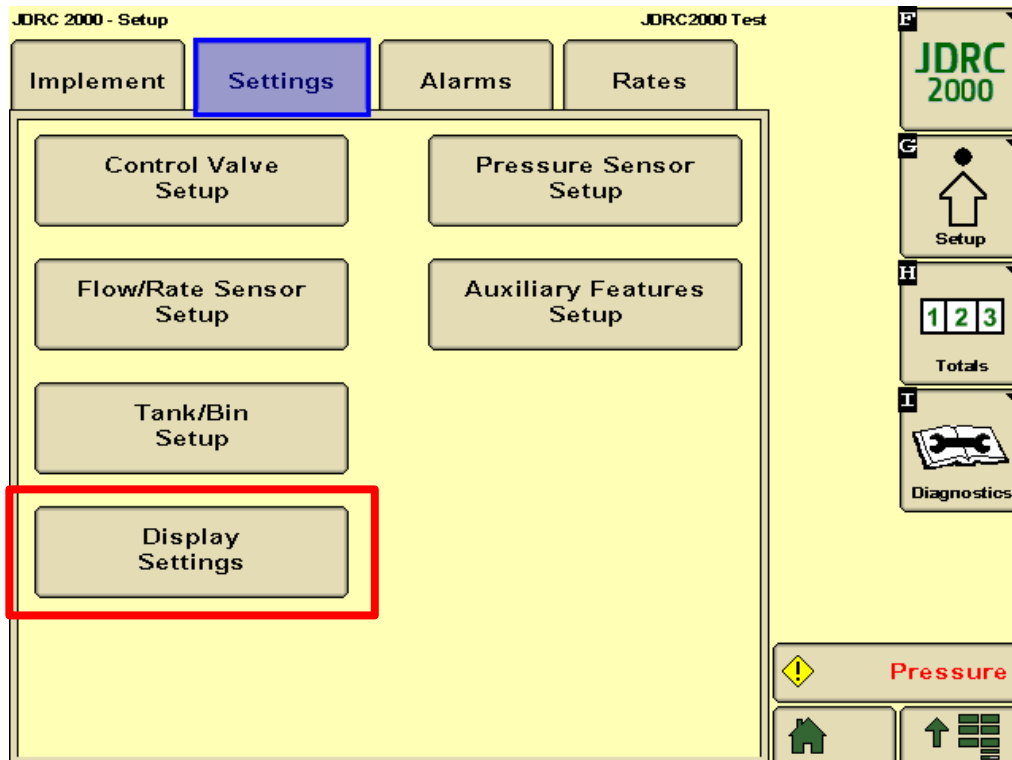 JDRC 2000 - Setup
JDRC2000 Test
Implement
Settings
Alarms
Rates
Control Valve
Setup
Pressure Sensor
Setup
Flow/Rate Sensor
Setup
Auxiliary Features
Setup
Tank/Bin
Setup
Display
Settings
F
JDRC
2000
G
Setup
H
1 2 3
Totals
I
Diagnostics
Pressure